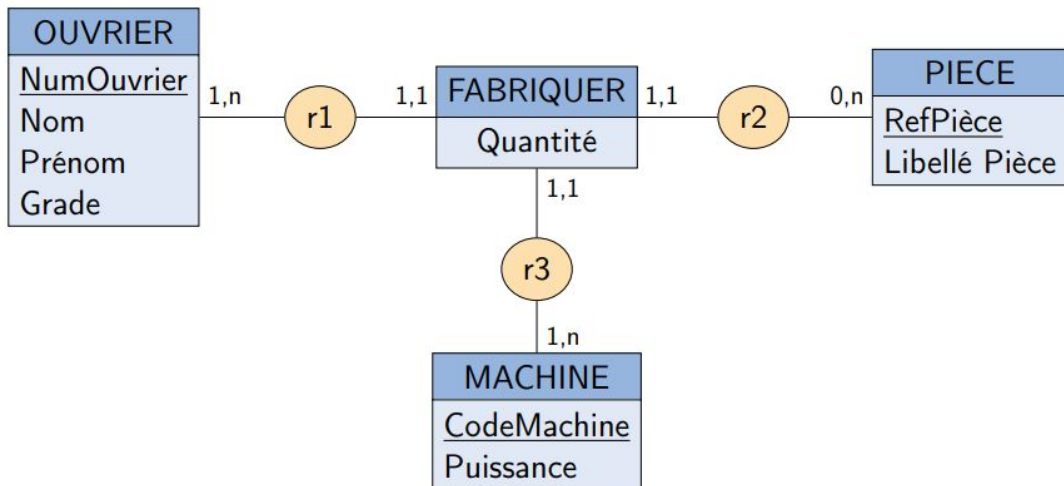 OUVRIER
NumOuvrier
Nom
Prénom
Grade
1,n
r1
1,1
FABRIQUER
Quantité
1,1
r2
0,n
PIECE
RefPièce
Libellé Pièce
1,1
r3
1,n
MACHINE
CodeMachine
Puissance